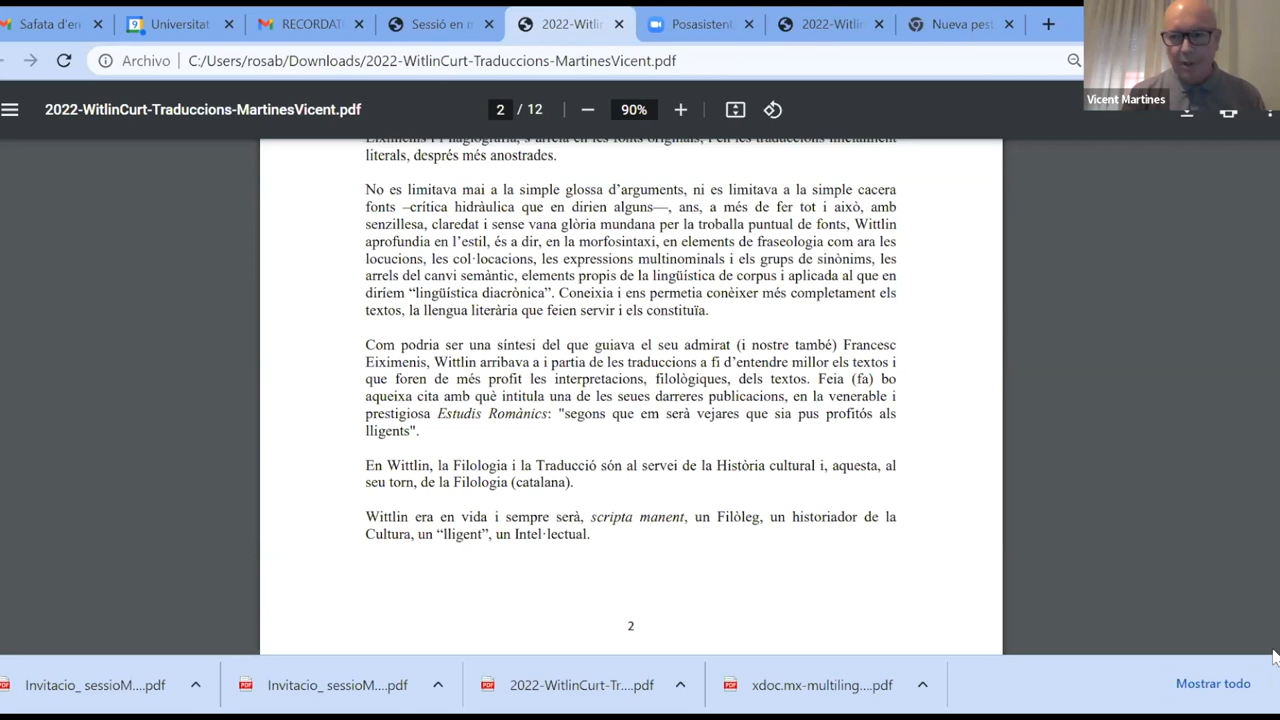 Safata d'en
Universitat
RECORDAT
Sessió en m
2022-Witlin
Posasistent
2022-Witlin
Nueva pest
Archivo
C:/Users/rosab/Downloads/2022-WitlinCurt-Traduccions-MartinesVicent.pdf
Vicent Martines
2022-WitlinCurt-Traduccions-MartinesVicent.pdf
2 / 12
90%
literals, després més anostrades.
No es limitava mai a la simple glossa d'arguments, ni es limitava a la simple cacera
fonts –crítica hidràulica que en dirien alguns—, ans, a més de fer tot i això, amb
senzillesa, claredat i sense vana glòria mundana per la troballa puntual de fonts, Wittlin
aprofundia en l'estil, és a dir, en la morfosintaxi, en elements de fraseologia com ara les
locucions, les col·locacions, les expressions multinominals i els grups de sinònims, les
arrels del canvi semàntic, elements propis de la lingüística de corpus i aplicada al que en
diríem “lingüística diacrònica”. Coneixia i ens permetia conèixer més completament els
textos, la llengua literària que feien servir i els constituïa.
Com podria ser una síntesi del que guiava el seu admirat (i nostre també) Francesc
Eiximenis, Wittlin arribava a i partia de les traduccions a fi d'entendre millor els textos i
que foren de més profit les interpretacions, filològiques, dels textos. Feia (fa) bo
aqueixa cita amb què intitula una de les seues darreres publicacions, en la venerable i
prestigiosa Estudis Romànics: "segons que em serà vejares que sia pus profitós als
lligents".
En Wittlin, la Filologia i la Traducció són al servei de la Història cultural i, aquesta, al
seu torn, de la Filologia (catalana).
Wittlin era en vida i sempre serà, scripta manent, un Filòleg, un historiador de la
Cultura, un “lligent”, un Intel·lectual.
2
Invitacio_ sessioM....pdf
Invitacio_ sessioM....pdf
2022-WitlinCurt-Tr....pdf
xdoc.mx-multiling....pdf
Mostrar todo